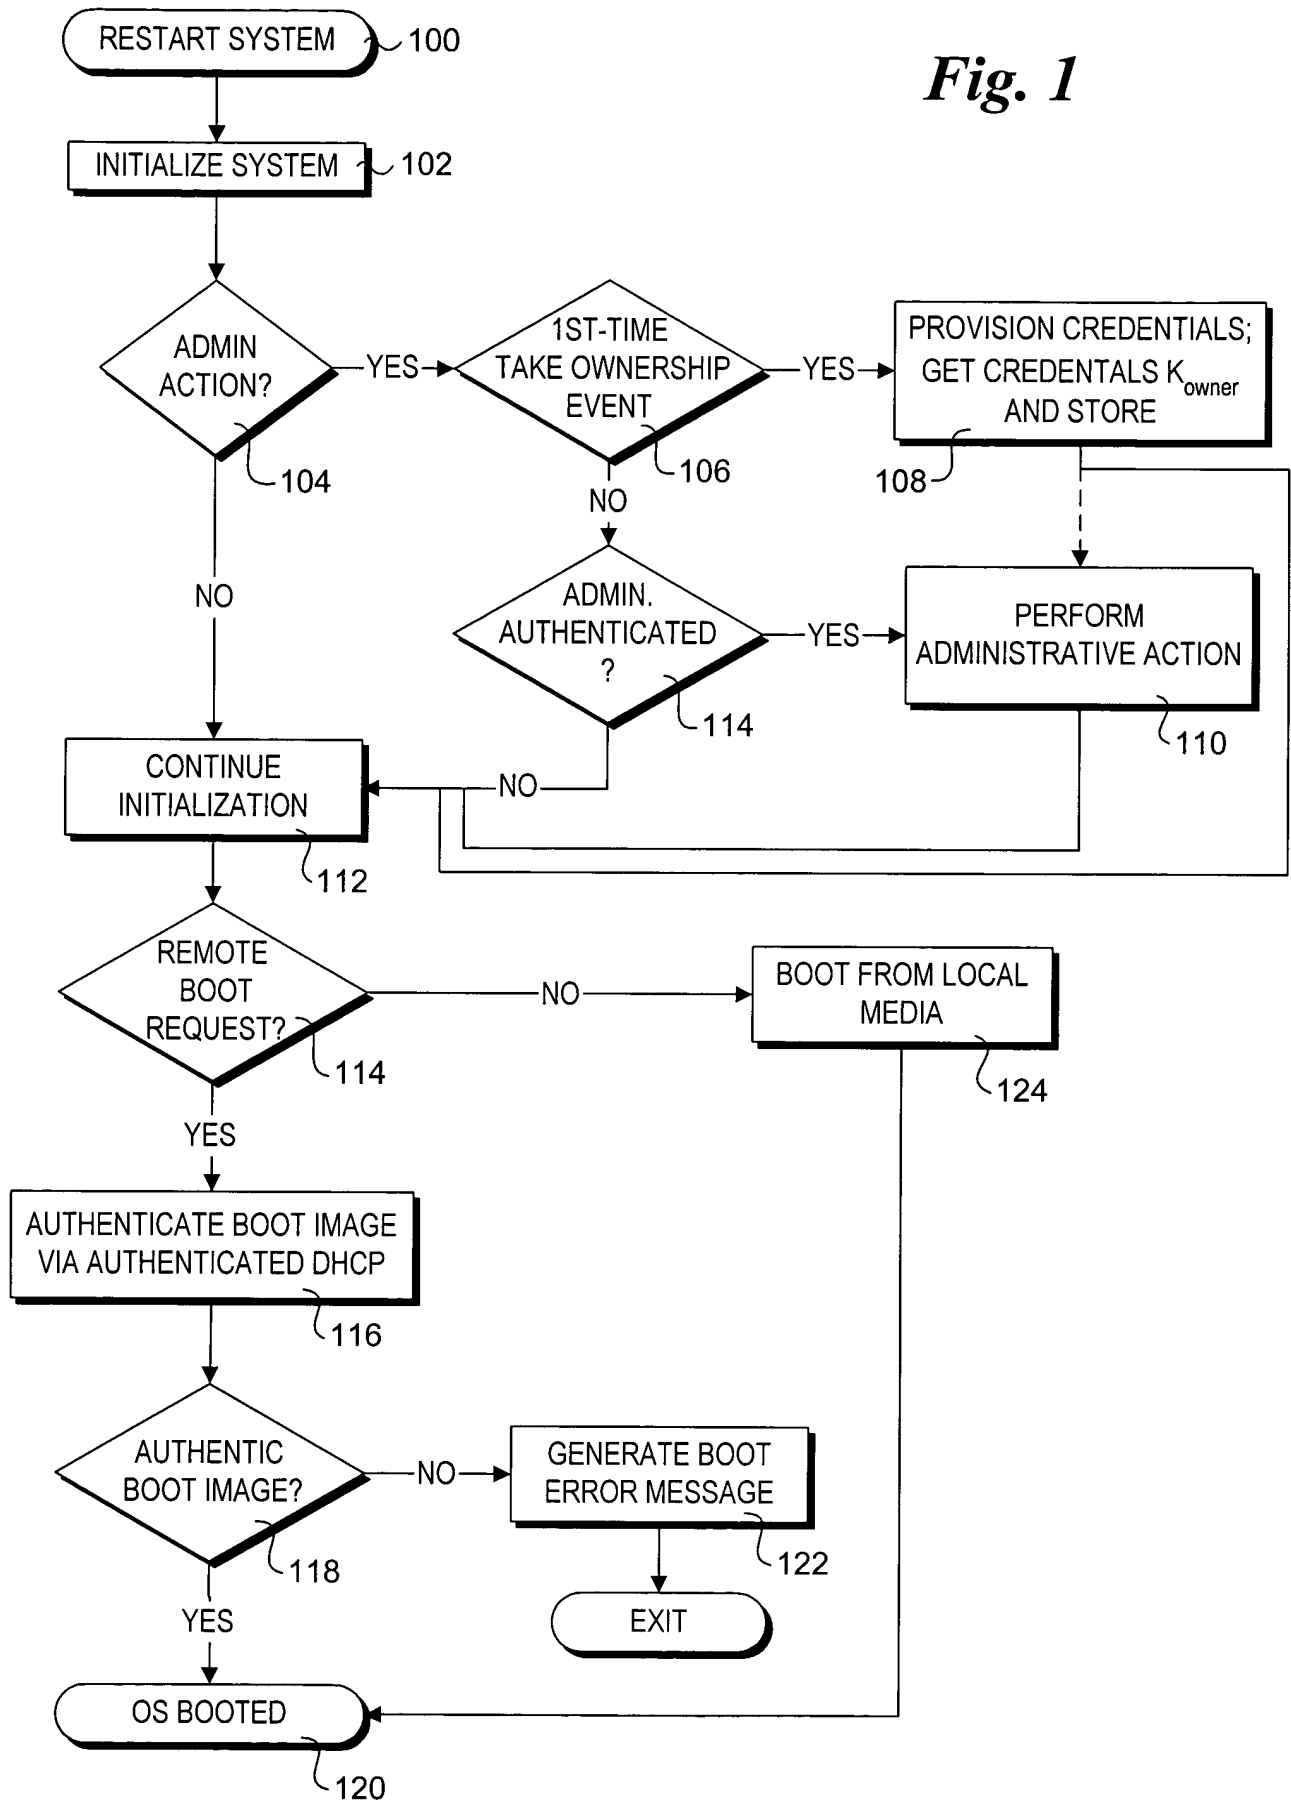 RESTART SYSTEM
100
Fig. 1
INITIALIZE SYSTEM
102
ADMIN
ACTION?
104
YES
1ST-TIME
TAKE OWNERSHIP
EVENT
106
YES
PROVISION CREDENTIALS;
GET CREDENTALS Kowner
AND STORE
108
NO
NO
ADMIN.
AUTHENTICATED
?
114
YES
PERFORM
ADMINISTRATIVE ACTION
110
CONTINUE
INITIALIZATION
112
NO
REMOTE
BOOT
REQUEST?
114
NO
BOOT FROM LOCAL
MEDIA
124
YES
AUTHENTICATE BOOT IMAGE
VIA AUTHENTICATED DHCP
116
AUTHENTIC
BOOT IMAGE?
118
NO
GENERATE BOOT
ERROR MESSAGE
122
YES
EXIT
OS BOOTED
120